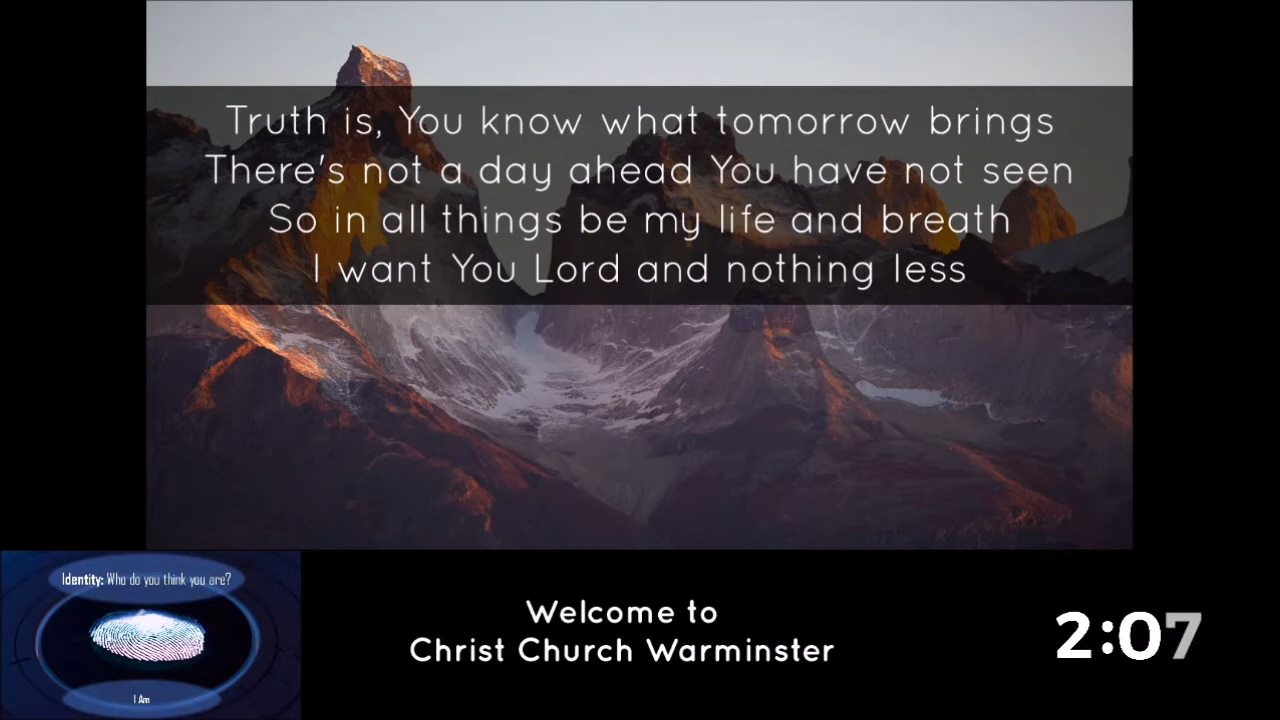 Truth is, You know what tomorrow brings
There's not a day ahead You have not seen
So in all things be my life and breath
I want You Lord and nothing less
Identity: Who do you think you are?
I Am
Welcome to
Christ Church Warminster
2:07